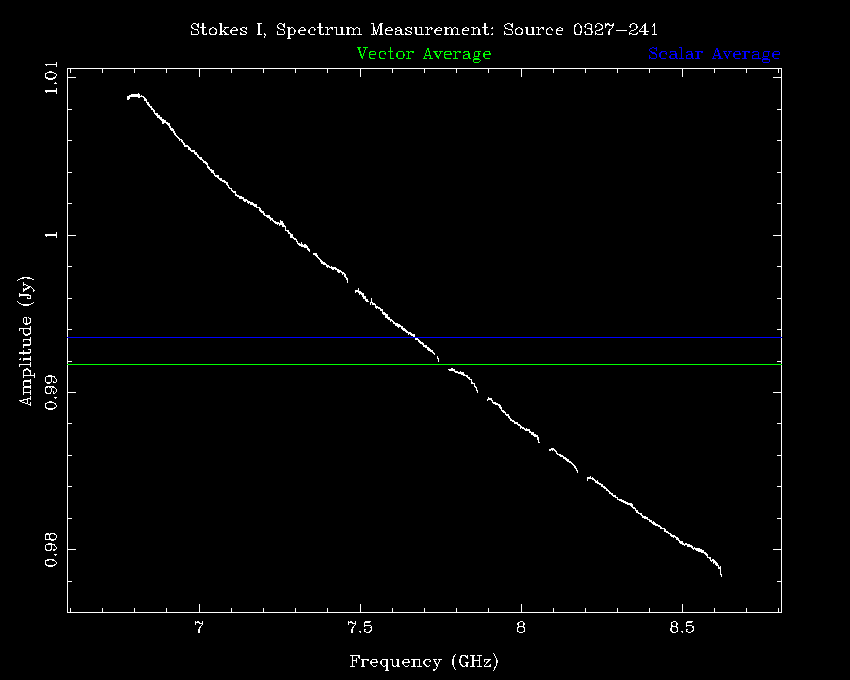 Stokes I, Spectrum Measurement: Source 0327−241
Vector Average Scalar Average
1.01
1
0.99
0.98
Amplitude (Jy)
7 7.5 8 8.5
Frequency (GHz)